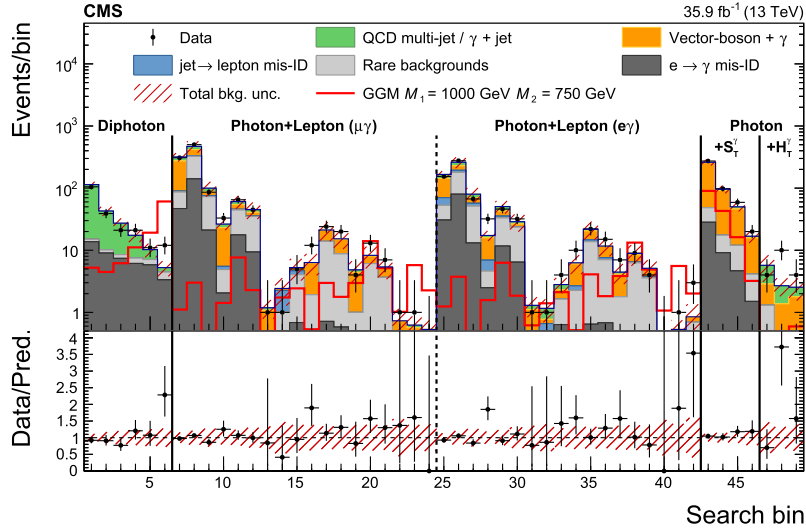 CMS 35.9 fb⁻¹ (13 TeV)
Data QCD multi-jet / γ + jet Vector-boson + γ
jet→ lepton mis-ID Rare backgrounds e→ γ mis-ID
Total bkg. unc. GGM M₁ = 1000 GeV M₂ = 750 GeV
Diphoton Photon+Lepton (μγ) Photon+Lepton (eγ) Photon
+S_T^γ +H_T^γ
Events/bin
10⁴
10³
10²
10
1
Data/Pred.
4
3.5
3
2.5
2
1.5
1
0.5
0
5 10 15 20 25 30 35 40 45
Search bin